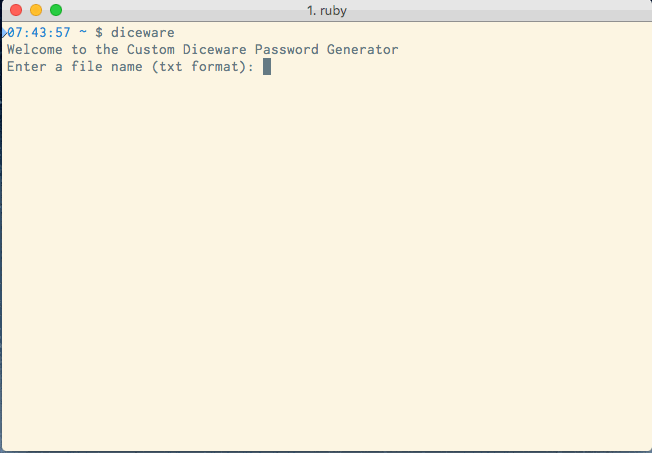 1. ruby
07:43:57 ~ $ diceware
Welcome to the Custom Diceware Password Generator
Enter a file name (txt format):